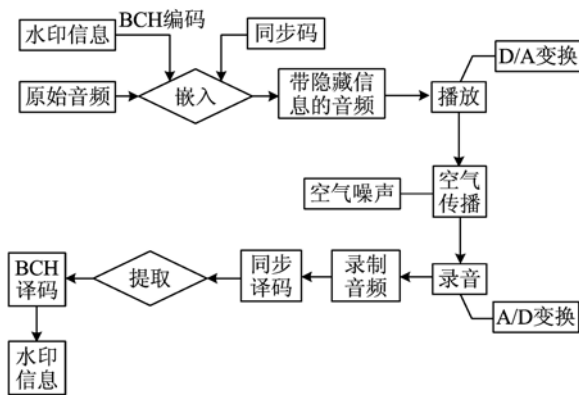 BCH编码
水印信息
同步码
D/A变换
原始音频
嵌入
带隐藏信
息的音频
播放
空气噪声
空气
传播
BCH
译码
提取
同步
译码
录制
音频
录音
A/D变换
水印
信息